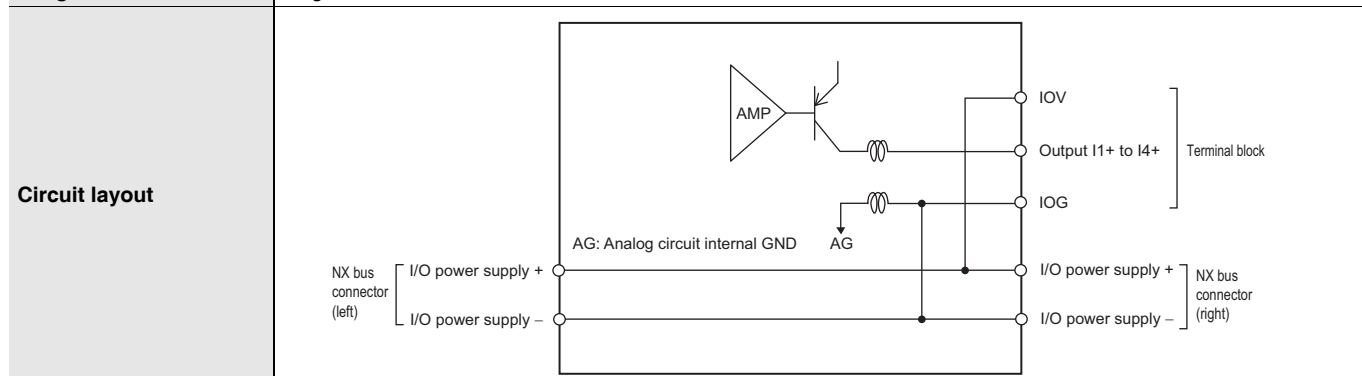 Circuit layout
AMP
IOV
Output I1+ to I4+
Terminal block
IOG
AG: Analog circuit internal GND
AG
NX bus
connector
(left)
I/O power supply +
I/O power supply –
I/O power supply +
I/O power supply –
NX bus
connector
(right)